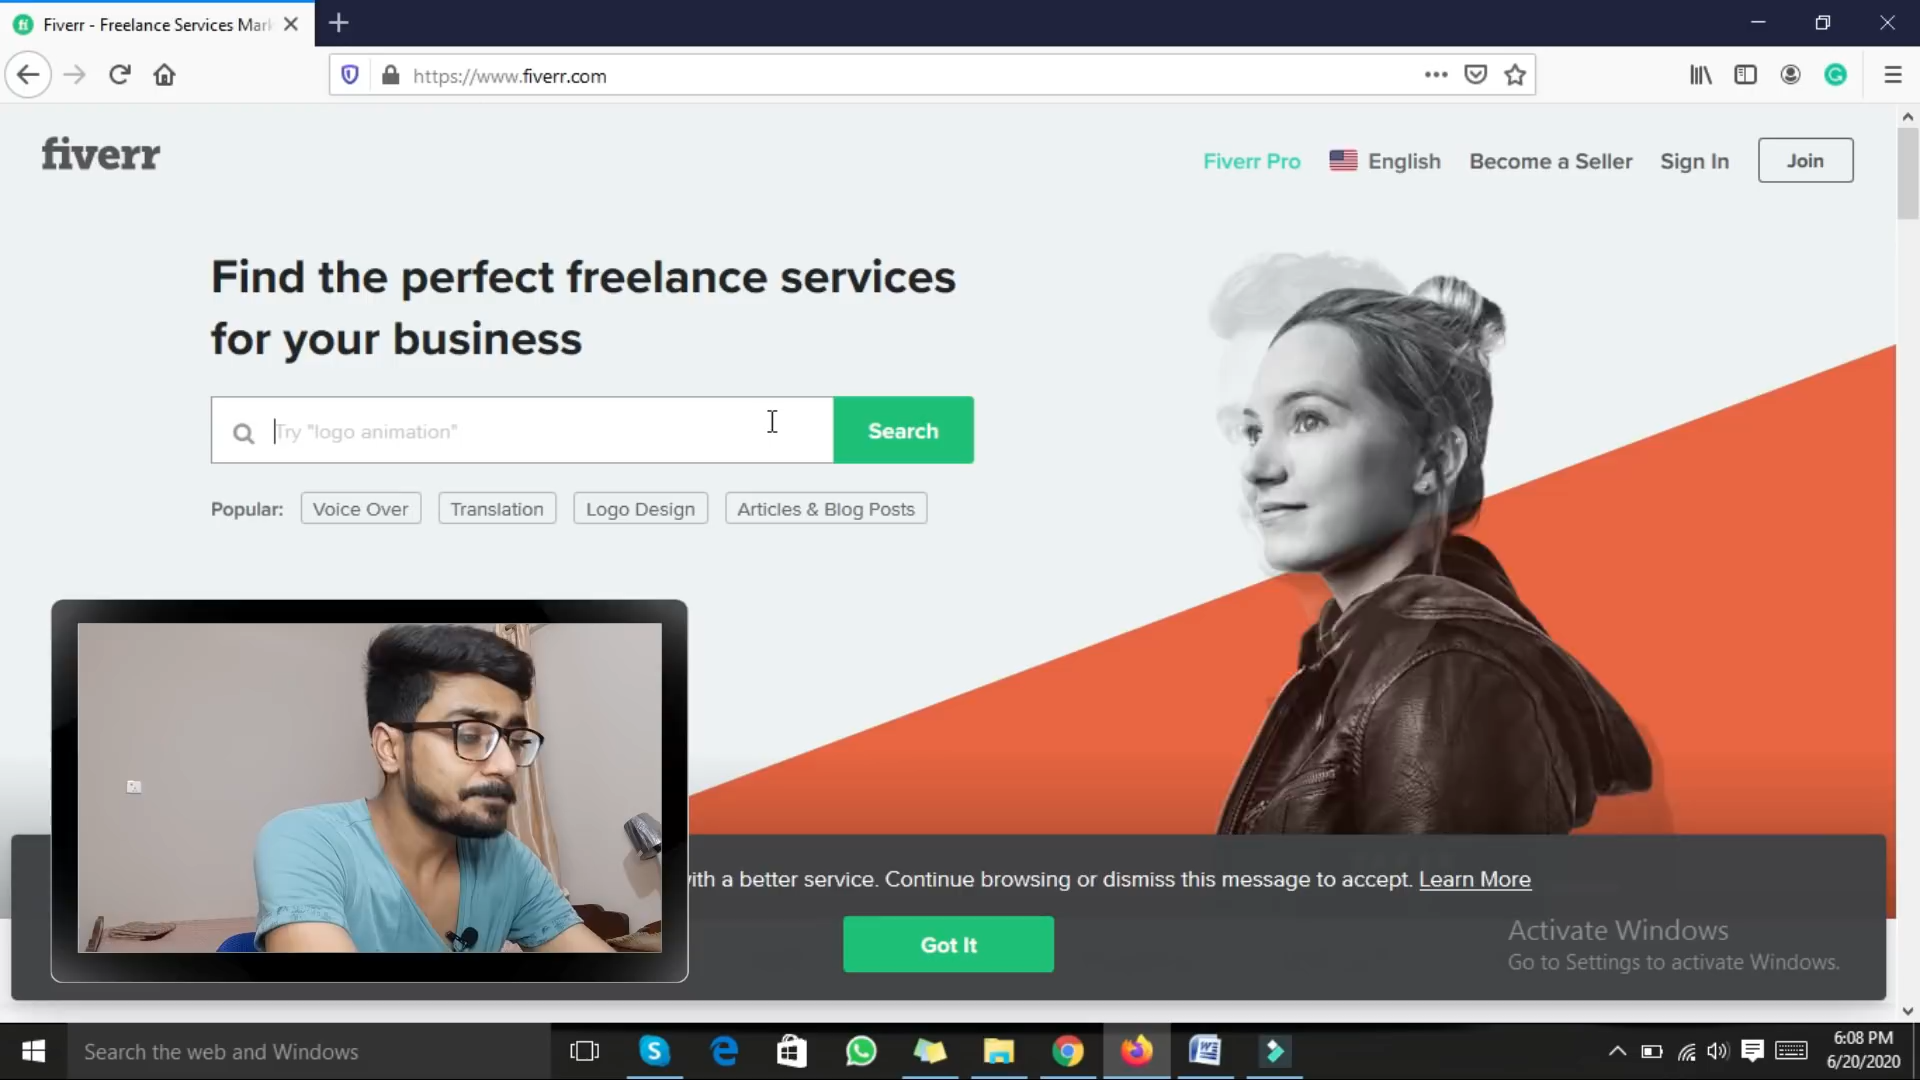 Fiverr - Freelance Services Mar
https://www.fiverr.com
fiverr
Fiverr Pro
English
Become a Seller
Sign In
Join
Find the perfect freelance services
for your business
Try "logo animation"
Search
Popular:
Voice Over
Translation
Logo Design
Articles & Blog Posts
ith a better service. Continue browsing or dismiss this message to accept. Learn More
Got It
Activate Windows
Go to Settings to activate Windows.
Search the web and Windows
6:08 PM
6/20/2020